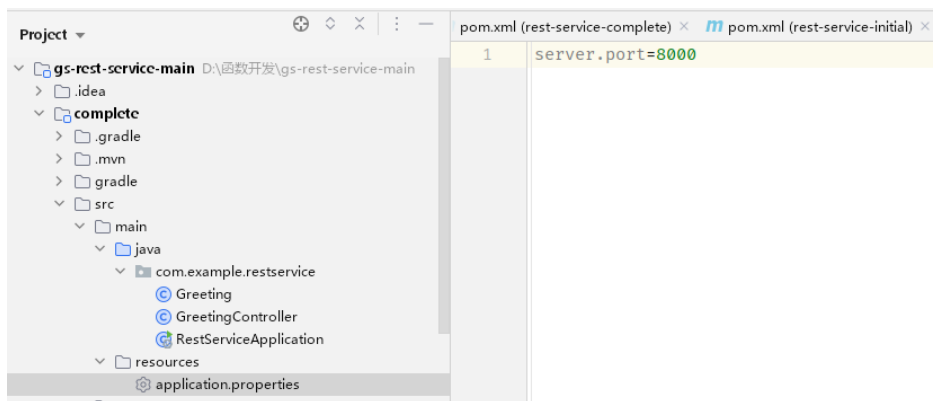 Project
gs-rest-service-main D:\函数开发\gs-rest-service-main
.idea
complete
.gradle
.mvn
gradle
src
main
java
com.example.restservice
Greeting
GreetingController
RestServiceApplication
resources
application.properties
pom.xml (rest-service-complete) m pom.xml (rest-service-initial)
1 server.port=8000